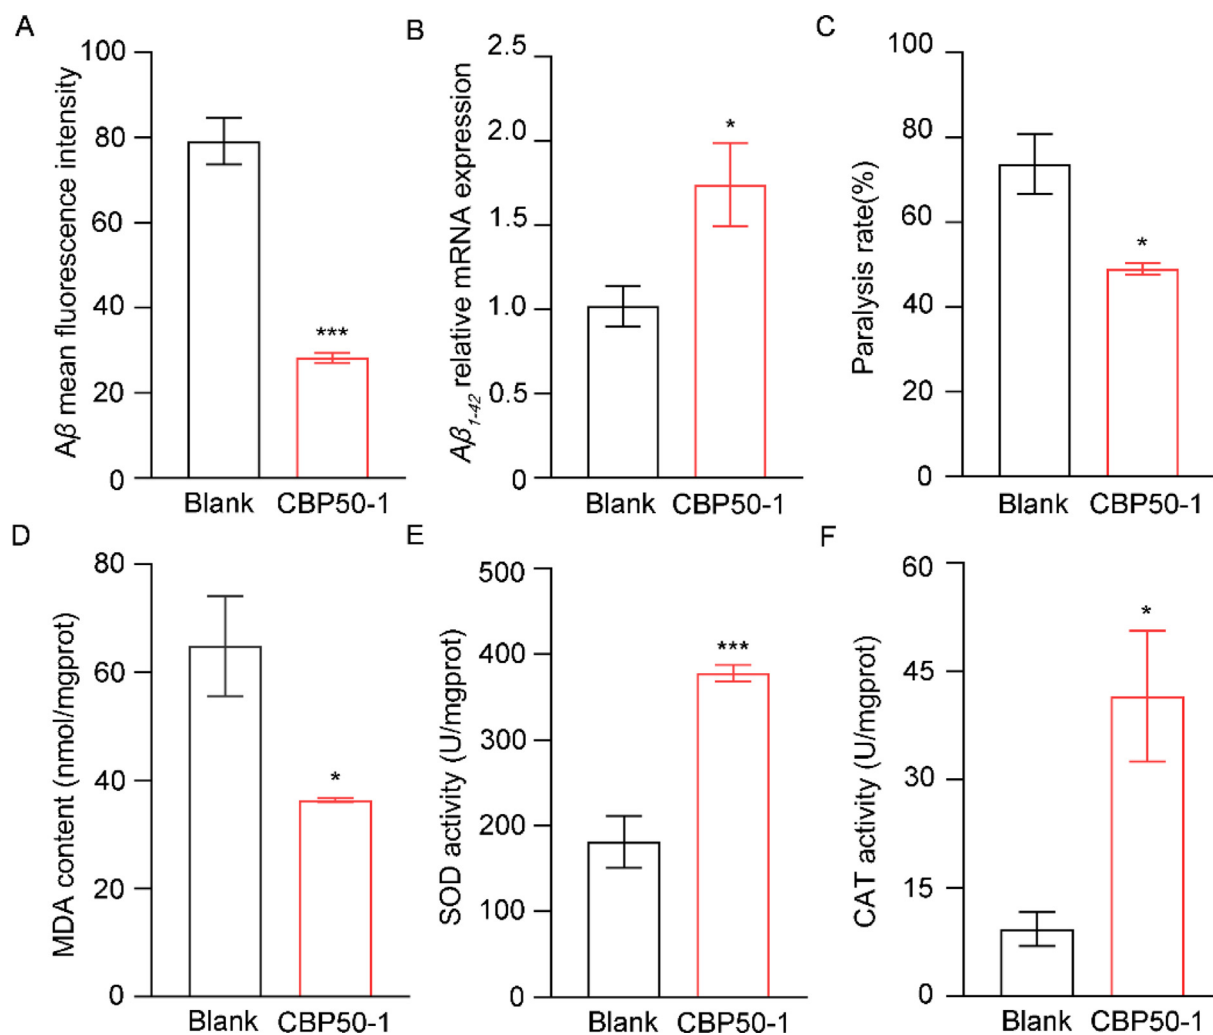 A
Aβ mean fluorescence intensity
100
80
60
40
20
0
***
Blank CBP50-1
B
Aβ1-42 relative mRNA expression
2.5
2.0
1.5
1.0
0.5
0
*
Blank CBP50-1
C
Paralysis rate(%)
100
80
60
40
20
0
*
Blank CBP50-1
D
MDA content (nmol/mgprot)
80
60
40
20
0
*
Blank CBP50-1
E
SOD activity (U/mgprot)
500
400
300
200
100
0
***
Blank CBP50-1
F
CAT activity (U/mgprot)
60
45
30
15
0
*
Blank CBP50-1